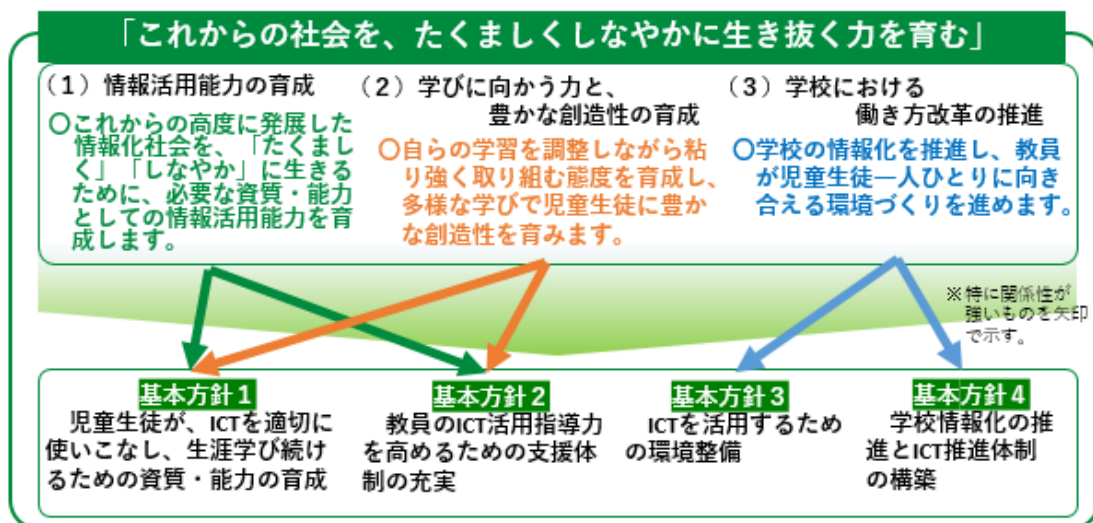 「これからの社会を、たくましくしなやかに生き抜く力を育む」
（１）情報活用能力の育成
〇これからの高度に発展した
情報化社会を、「たくまし
く」「しなやか」に生きる
ために、必要な資質・能力
としての情報活用能力を育
成します。
（２）学びに向かう力と、
豊かな創造性の育成
〇自らの学習を調整しながら粘
り強く取り組む態度を育成し、
多様な学びで児童生徒に豊か
な創造性を育みます。
（３）学校における
働き方改革の推進
〇学校の情報化を推進し、教員
が児童生徒一人ひとりに向き
合える環境づくりを進めます。
※特に関係性が
強いものを矢印
で示す。
基本方針１
児童生徒が、ICTを適切に
使いこなし、生涯学び続け
るための資質・能力の育成
基本方針２
教員のICT活用指導力
を高めるための支援体
制の充実
基本方針３
ICTを活用するため
の環境整備
基本方針４
学校情報化の推
進とICT推進体制
の構築